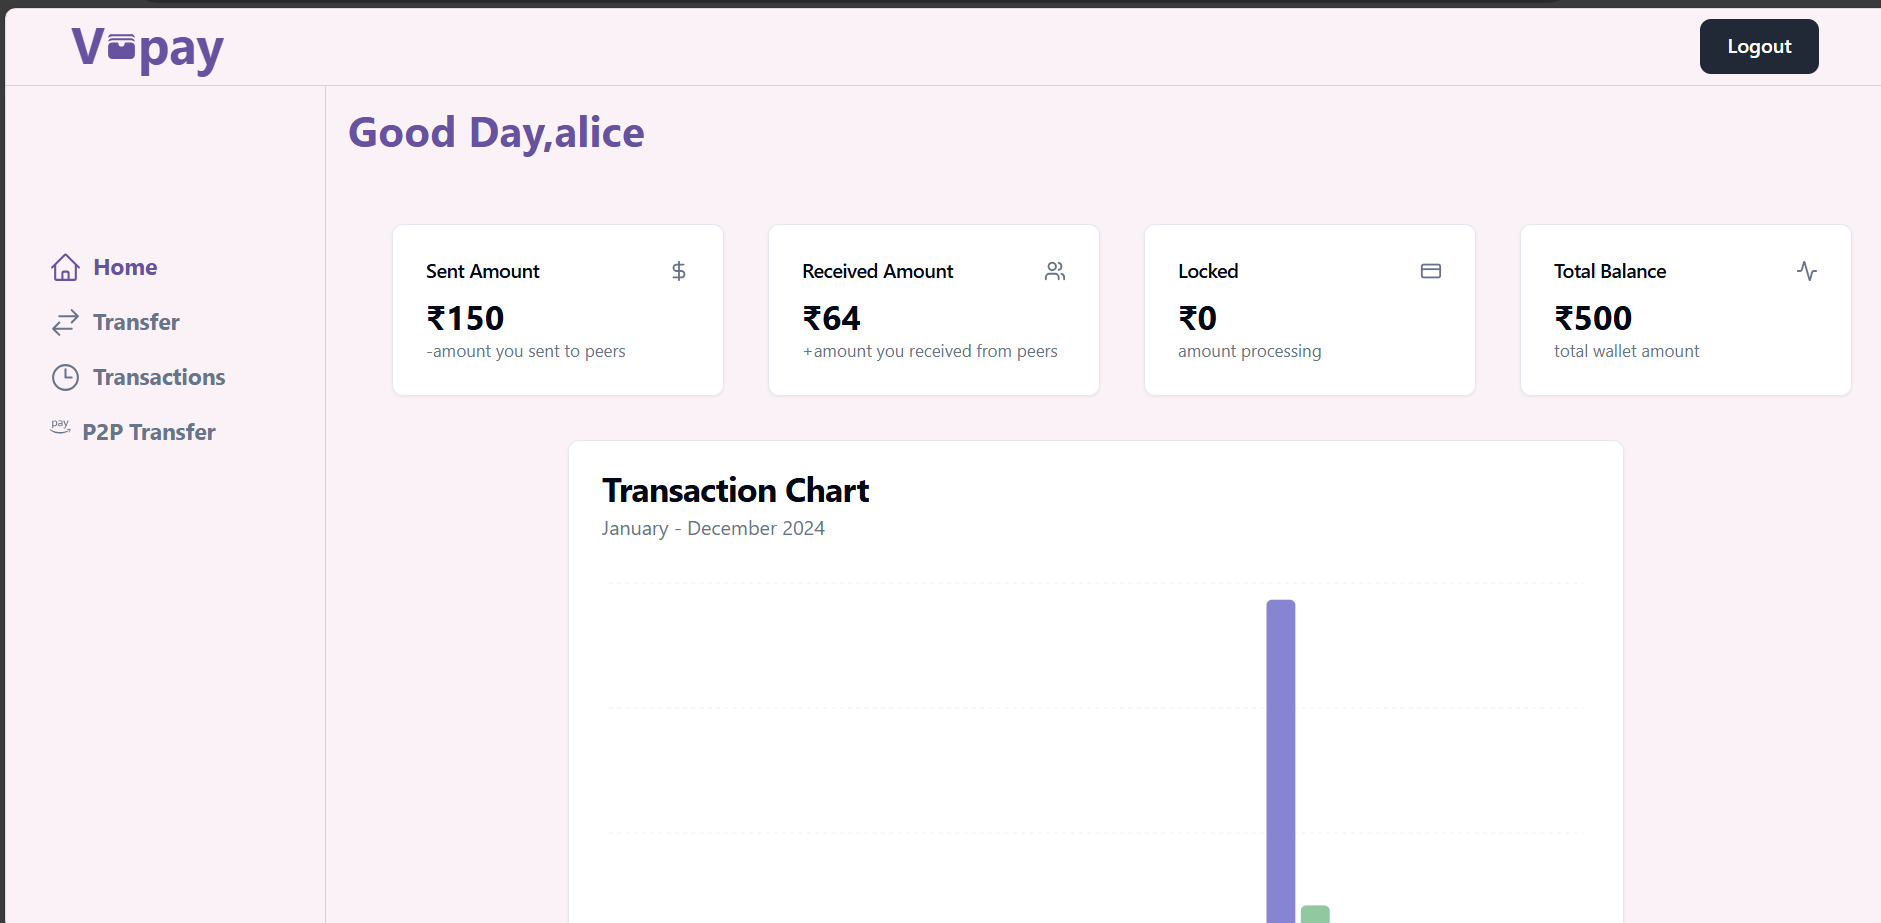 V pay
Logout
Good Day,alice
Home
Transfer
Transactions
pay
P2P Transfer
Sent Amount
₹150
-amount you sent to peers
Received Amount
₹64
+amount you received from peers
Locked
₹0
amount processing
Total Balance
₹500
total wallet amount
Transaction Chart
January - December 2024